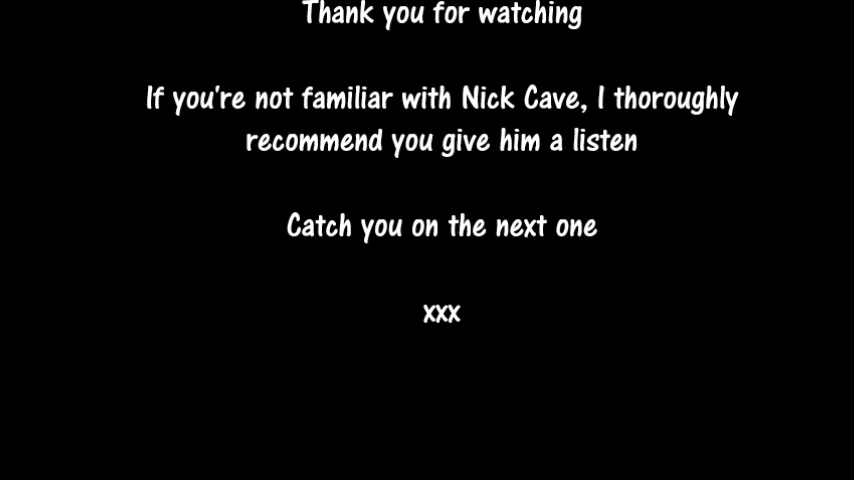 Thank you for watching
If you're not familiar with Nick Cave, I thoroughly
recommend you give him a listen
Catch you on the next one
xxx